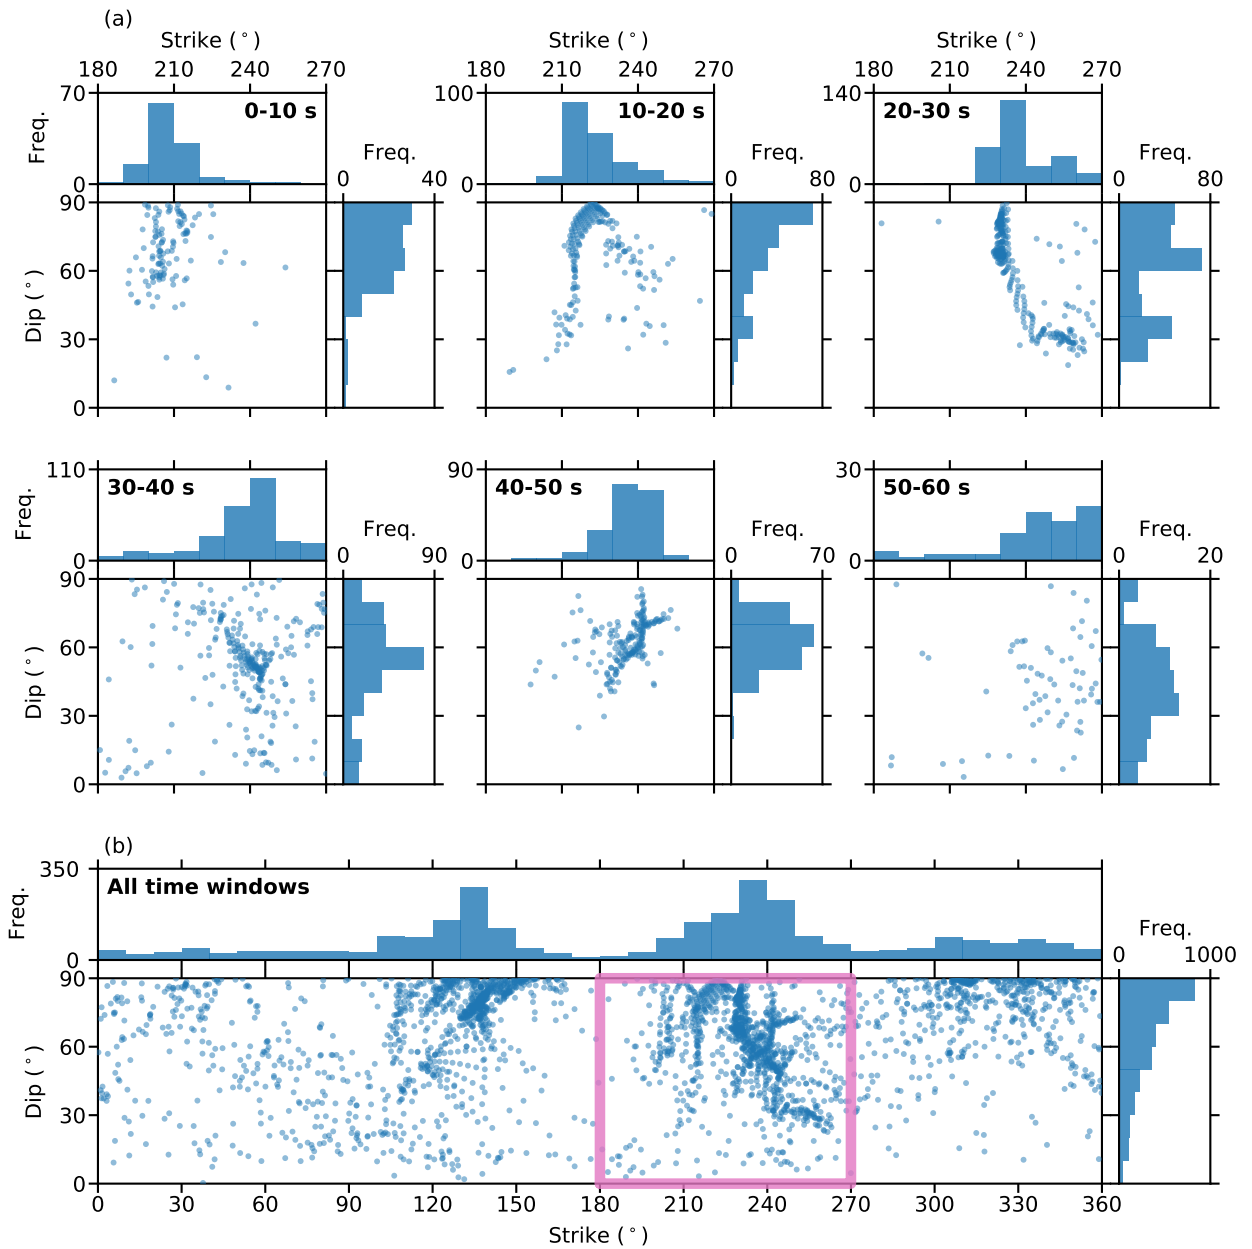 (a)
Strike (°) Strike (°) Strike (°)
180 210 240 270 180 210 240 270 180 210 240 270
70 100 140
0-10 s 10-20 s 20-30 s
Freq. Freq. Freq. Freq.
0 0 40 0 0 80 0 0 80
90
60
Dip (°)
30
0
110 90 30
30-40 s 40-50 s 50-60 s
Freq. Freq. Freq. Freq.
0 0 90 0 0 70 0 0 20
90
60
Dip (°)
30
0
(b)
350
All time windows
Freq. Freq.
0 0 1000
90
60
Dip (°)
30
0
0 30 60 90 120 150 180 210 240 270 300 330 360
Strike (°)